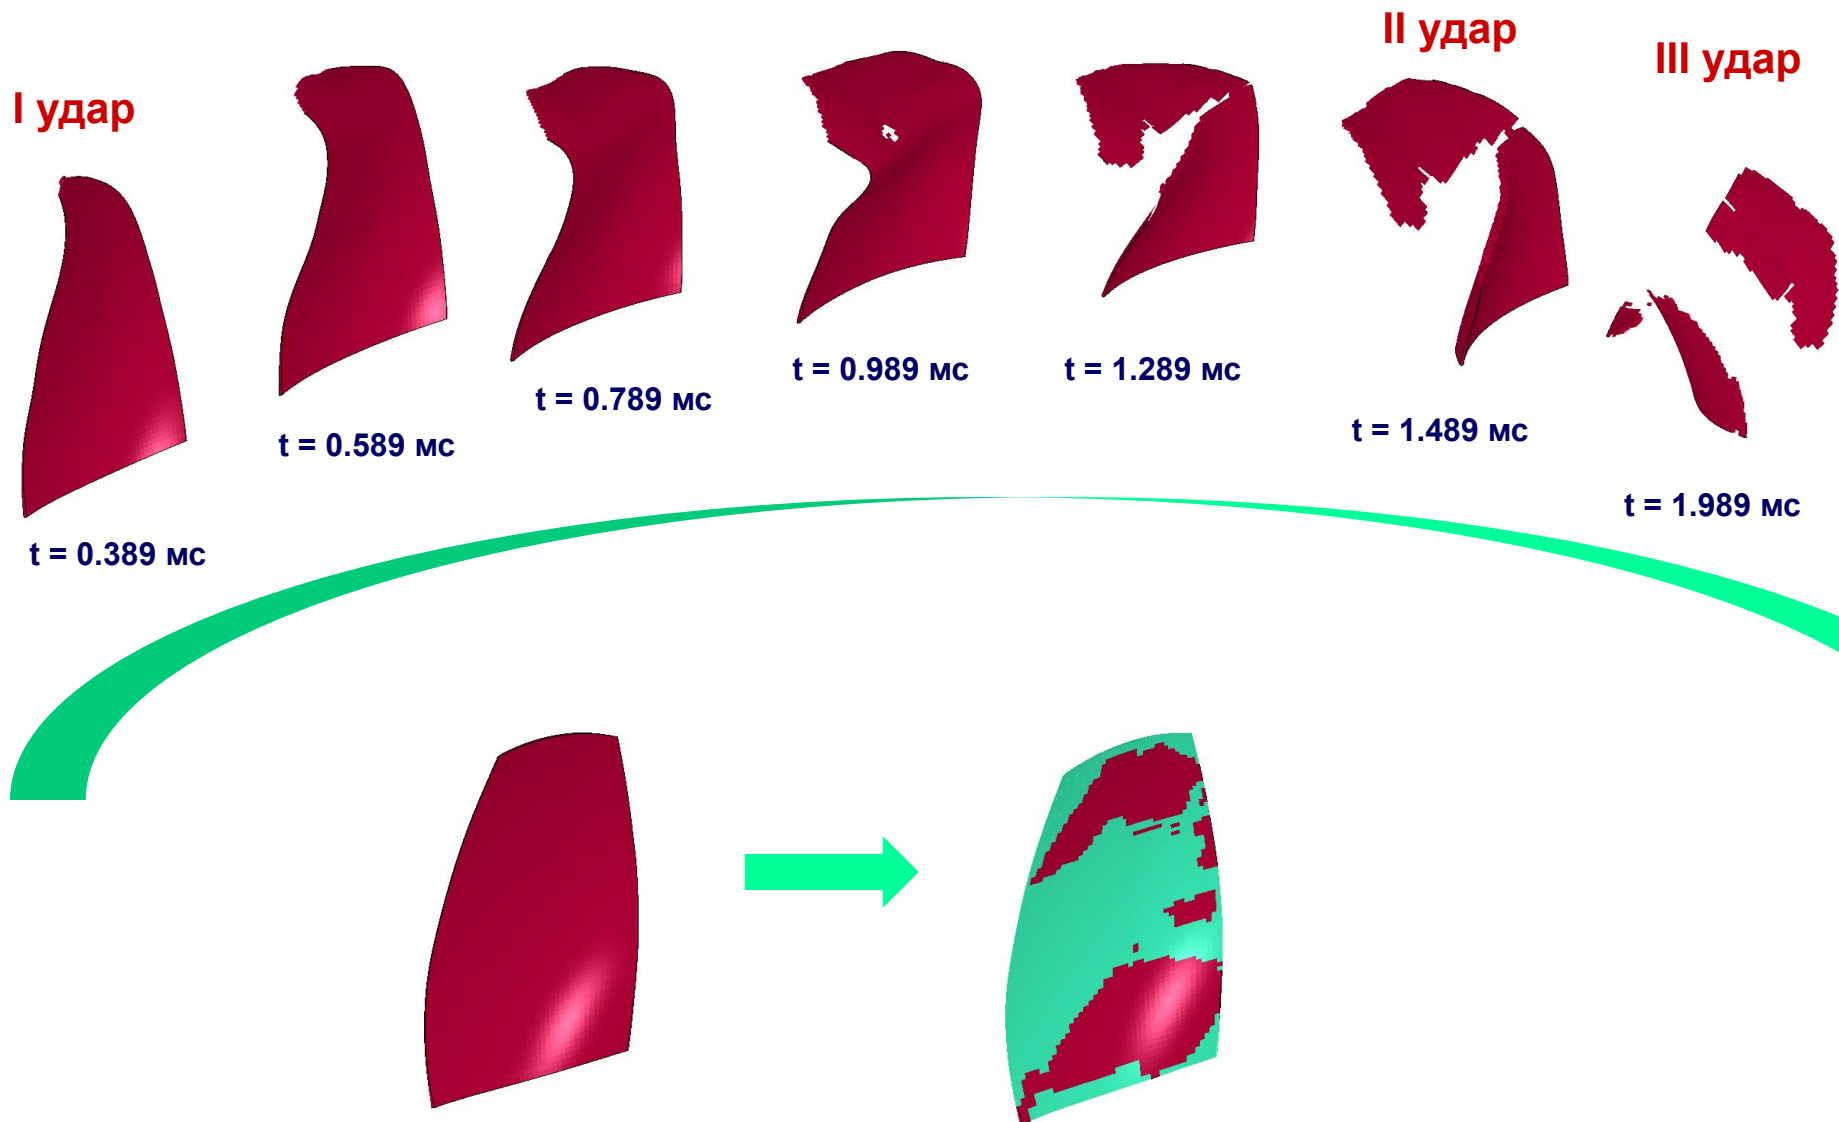 I удар
II удар
III удар
t = 0.389 мс
t = 0.589 мс
t = 0.789 мс
t = 0.989 мс
t = 1.289 мс
t = 1.489 мс
t = 1.989 мс